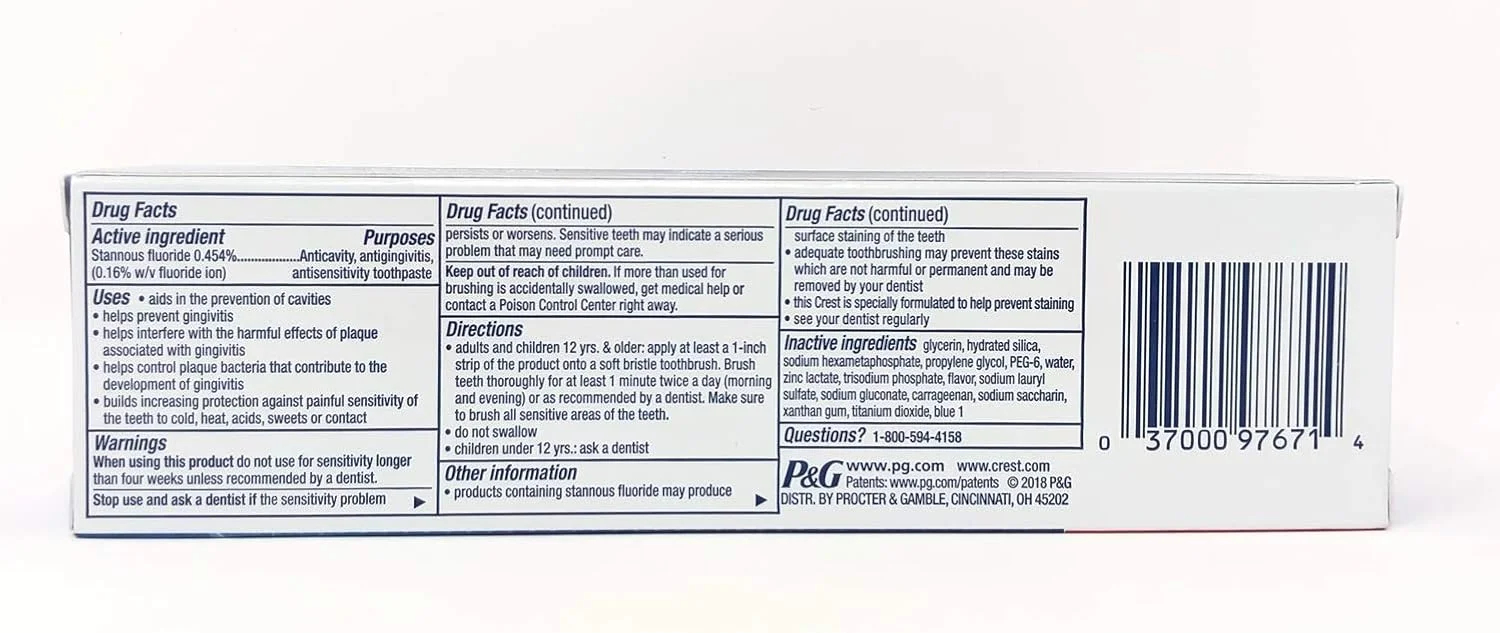 Drug Facts
Active ingredient Purposes
Stannous fluoride 0.454%..................Anticavity, antigingivitis,
(0.16% w/v fluoride ion) antisensitivity toothpaste
Uses • aids in the prevention of cavities
• helps prevent gingivitis
• helps interfere with the harmful effects of plaque
associated with gingivitis
• helps control plaque bacteria that contribute to the
development of gingivitis
• builds increasing protection against painful sensitivity of
the teeth to cold, heat, acids, sweets or contact
Warnings
When using this product do not use for sensitivity longer
than four weeks unless recommended by a dentist.
Stop use and ask a dentist if the sensitivity problem
Drug Facts (continued)
persists or worsens. Sensitive teeth may indicate a serious
problem that may need prompt care.
Keep out of reach of children. If more than used for
brushing is accidentally swallowed, get medical help or
contact a Poison Control Center right away.
Directions
• adults and children 12 yrs. & older: apply at least a 1-inch
strip of the product onto a soft bristle toothbrush. Brush
teeth thoroughly for at least 1 minute twice a day (morning
and evening) or as recommended by a dentist. Make sure
to brush all sensitive areas of the teeth.
• do not swallow
• children under 12 yrs.: ask a dentist
Other information
• products containing stannous fluoride may produce
Drug Facts (continued)
surface staining of the teeth
• adequate toothbrushing may prevent these stains
which are not harmful or permanent and may be
removed by your dentist
• this Crest is specially formulated to help prevent staining
• see your dentist regularly
Inactive ingredients glycerin, hydrated silica,
sodium hexametaphosphate, propylene glycol, PEG-6, water,
zinc lactate, trisodium phosphate, flavor, sodium lauryl
sulfate, sodium gluconate, carrageenan, sodium saccharin,
xanthan gum, titanium dioxide, blue 1
Questions? 1-800-594-4158
P&G www.pg.com www.crest.com
Patents: www.pg.com/patents © 2018 P&G
DISTR. BY PROCTER & GAMBLE, CINCINNATI, OH 45202
0 37000 97671 4